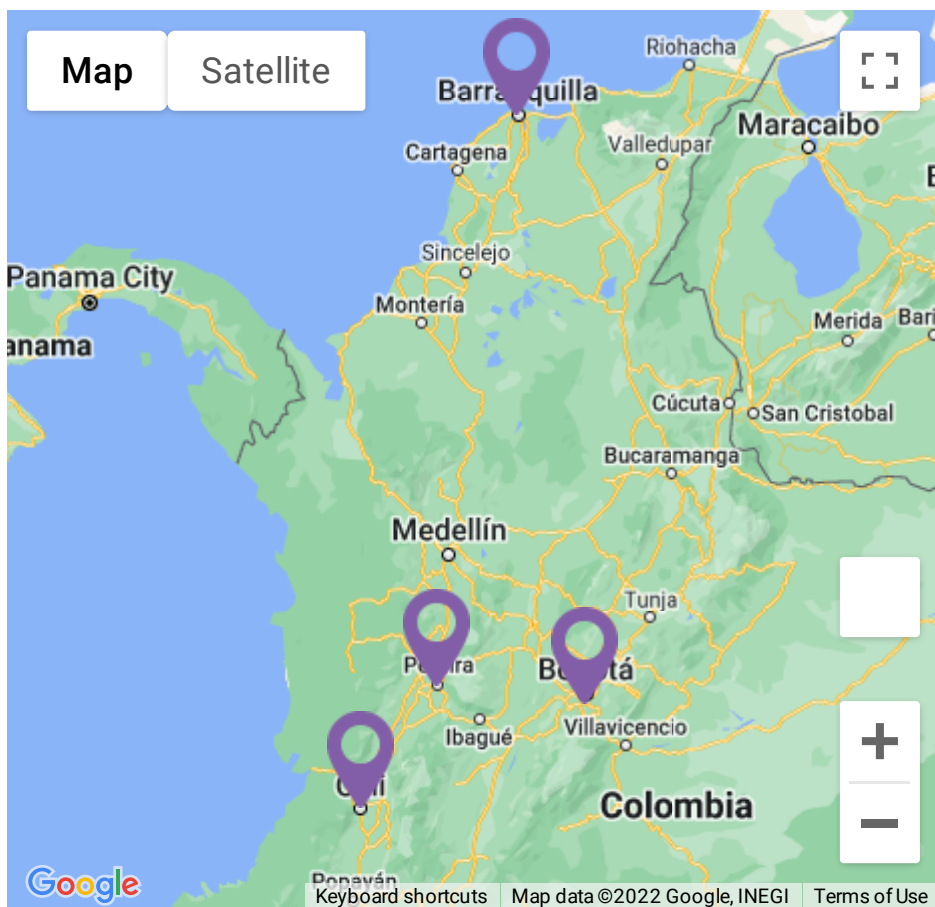 Map
Satellite
Riohacha
Barranquilla
Maracaibo
Valledupar
Cartagena
Sincelejo
Panama City
Montería
Merida
anama
Cúcuta
San Cristobal
Bucaramanga
Medellín
Tunja
Pereira
Bogotá
Villavicencio
Ibagué
Cali
Colombia
Popayán
Google
Keyboard shortcuts
Map data ©2022 Google, INEGI
Terms of Use